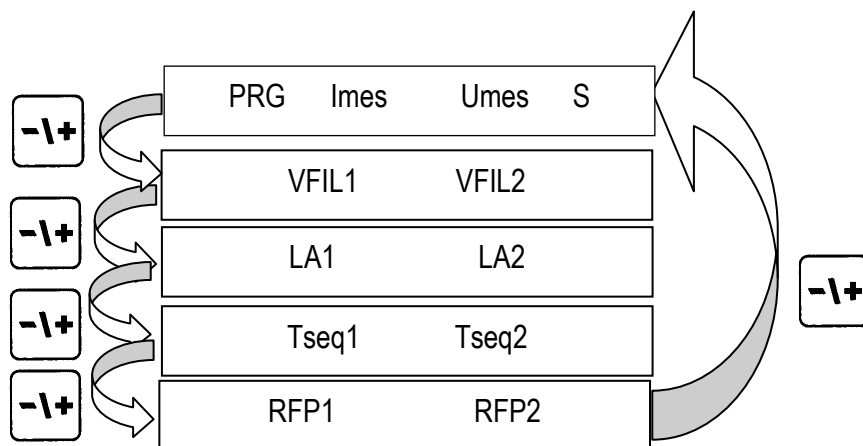 PRG Imes Umes S
-\+
VFIL1 VFIL2
-\+
LA1 LA2
-\+
-\+
Tseq1 Tseq2
-\+
RFP1 RFP2